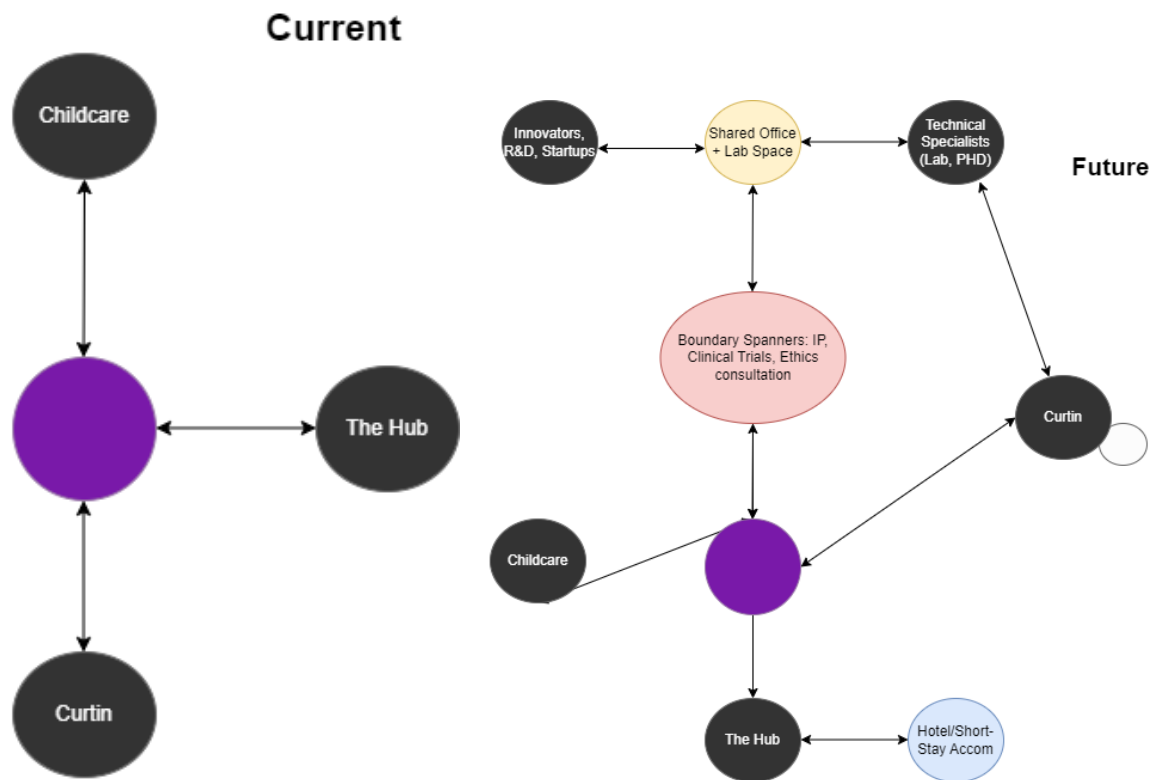 Current
Childcare
The Hub
Curtin
Future
Innovators,
R&D, Startups
Shared Office
+ Lab Space
Technical
Specialists
(Lab, PHD)
Boundary Spanners: IP,
Clinical Trials, Ethics
consultation
Curtin
Childcare
The Hub
Hotel/Short-
Stay Accom